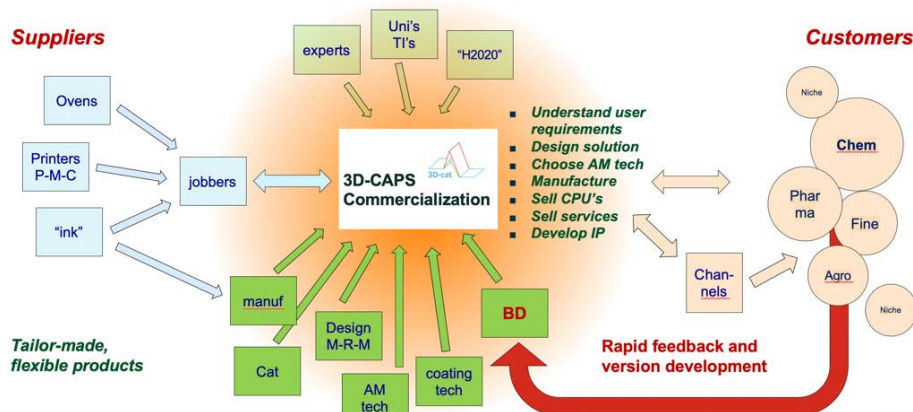 Suppliers
Customers
Ovens
Printers
P-M-C
"ink"
jobbers
experts
Uni's
TI's
"H2020"
3D-cat
3D-CAPS
Commercialization
Understand user
requirements
Design solution
Choose AM tech
Manufacture
Sell CPU's
Sell services
Develop IP
Niche
Chem
Phar
ma
Fine
Agro
Niche
Chan-
nels
manuf
Cat
Design
M-R-M
AM
tech
coating
tech
BD
Tailor-made,
flexible products
Rapid feedback and
version development